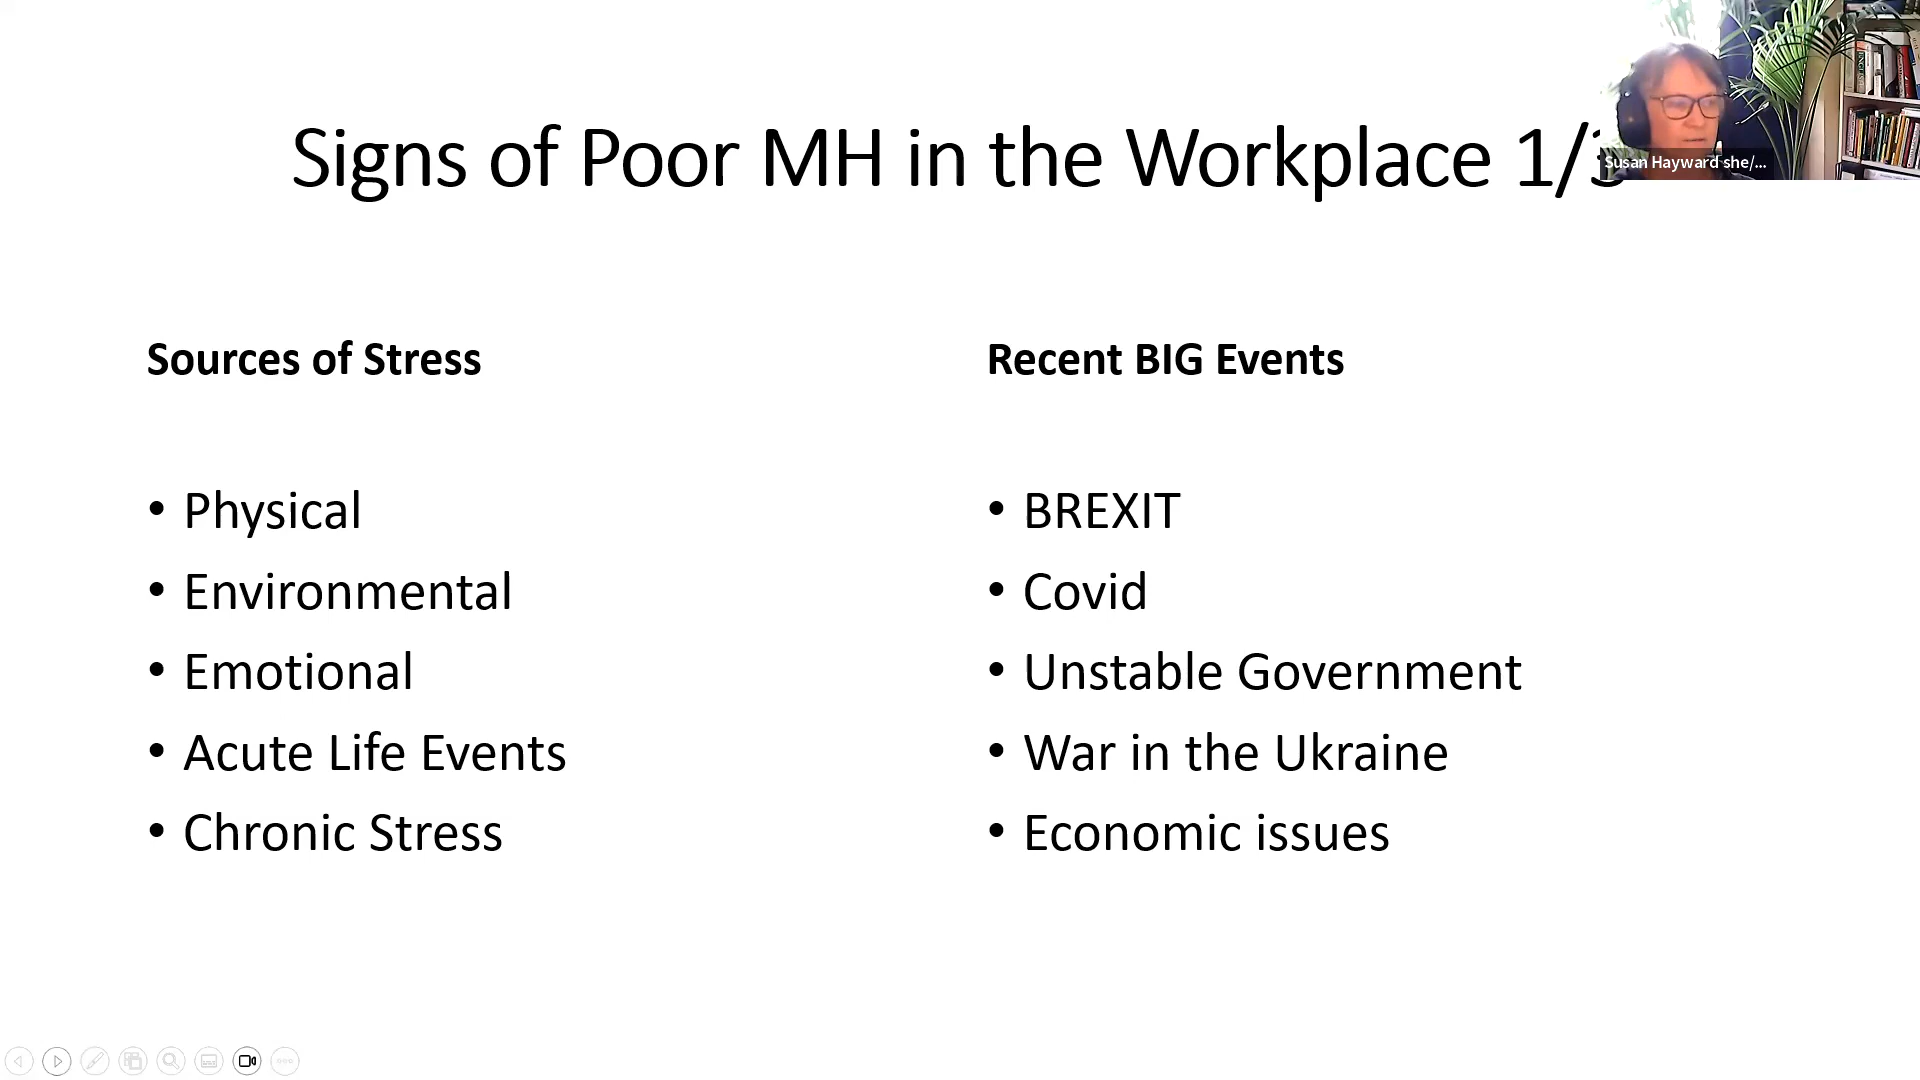 Signs of Poor MH in the Workplace 1/3
Susan Hayward she/...
Sources of Stress
• Physical
• Environmental
• Emotional
• Acute Life Events
• Chronic Stress
Recent BIG Events
• BREXIT
• Covid
• Unstable Government
• War in the Ukraine
• Economic issues